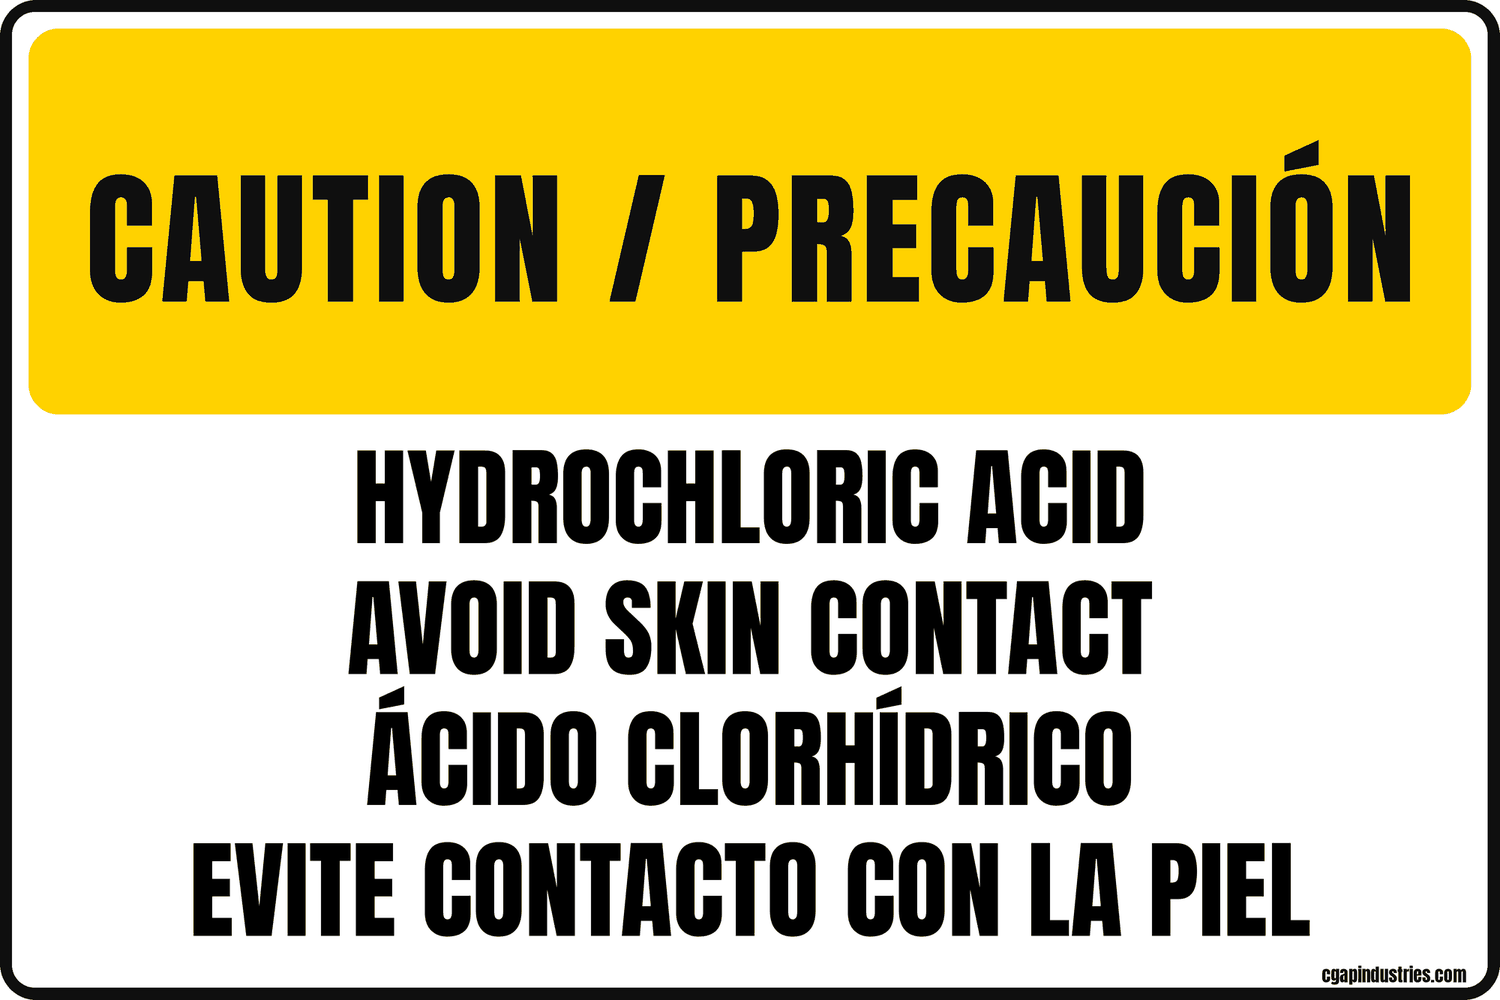 CAUTION / PRECAUCIÓN
HYDROCHLORIC ACID
AVOID SKIN CONTACT
ÁCIDO CLORHÍDRICO
EVITE CONTACTO CON LA PIEL
cgapindustries.com